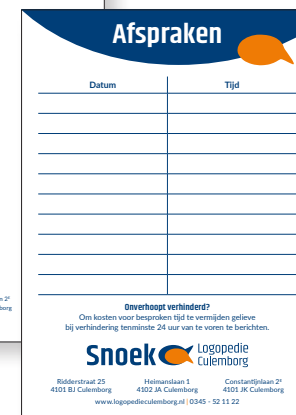 Afspraken
Datum Tijd
Onverhoopt verhinderd?
Om kosten voor besproken tijd te vermijden gelieve
bij verhindering tenminste 24 uur van te voren te berichten.
Snoek Logopedie
Culemborg
Ridderstraat 25 Heimanslaan 1 Constantijnlaan 2ᵉ
4101 BJ Culemborg 4102 JA Culemborg 4101 JK Culemborg
www.logopedieculemborg.nl | 0345 - 52 11 22